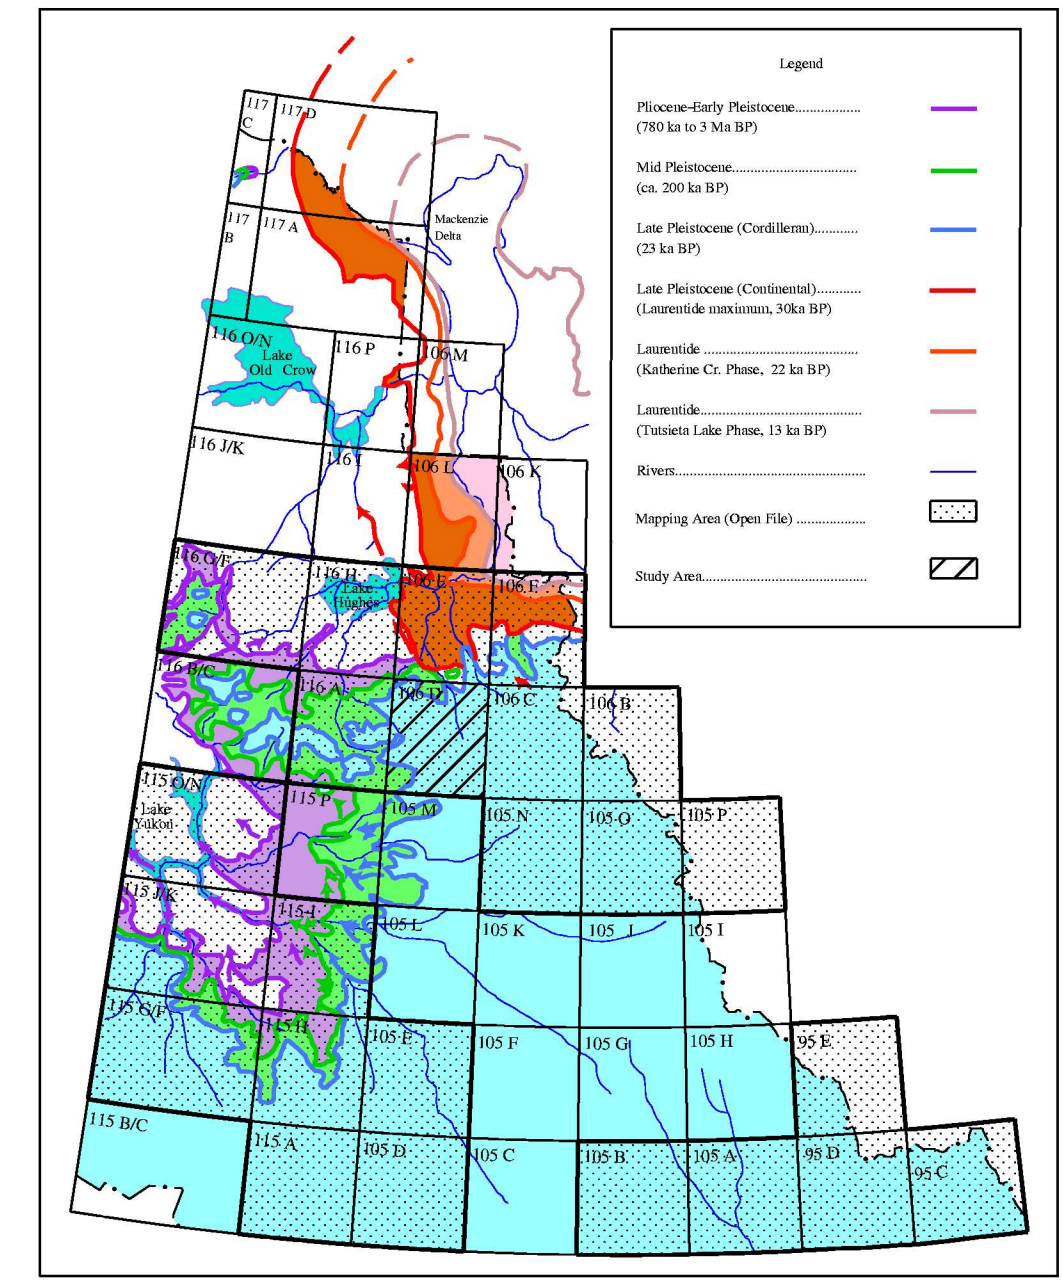 Legend
Pliocene-Early Pleistocene..................
(780 ka to 3 Ma BP)
Mid Pleistocene..................................
(ca. 200 ka BP)
Late Pleistocene (Cordilleran)............
(23 ka BP)
Late Pleistocene (Continental)............
(Laurentide maximum, 30ka BP)
Laurentide ..........................................
(Katherine Cr. Phase, 22 ka BP)
Laurentide...........................................
(Tutsieta Lake Phase, 13 ka BP)
Rivers....................................................
Mapping Area (Open File) ...................
Study Area.............................................
117
C
117 D
117
B
117 A
Mackenzie
Delta
116 O/N
Lake
Old Crow
116 P
106 M
116 J/K
116 I
106 L
106 K
116 G/F
116 H
Lake
Hughes
106 E
106 F
116 B/C
116 A
106 D
106 C
106 B
115 O/N
Lake
Yukon
115 P
105 M
105 N
105 O
105 P
115 J/K
115 I
105 L
105 K
105 J
105 I
115 G/F
115 H
105 E
105 F
105 G
105 H
95 E
115 B/C
115 A
105 D
105 C
105 B
105 A
95 D
95 C